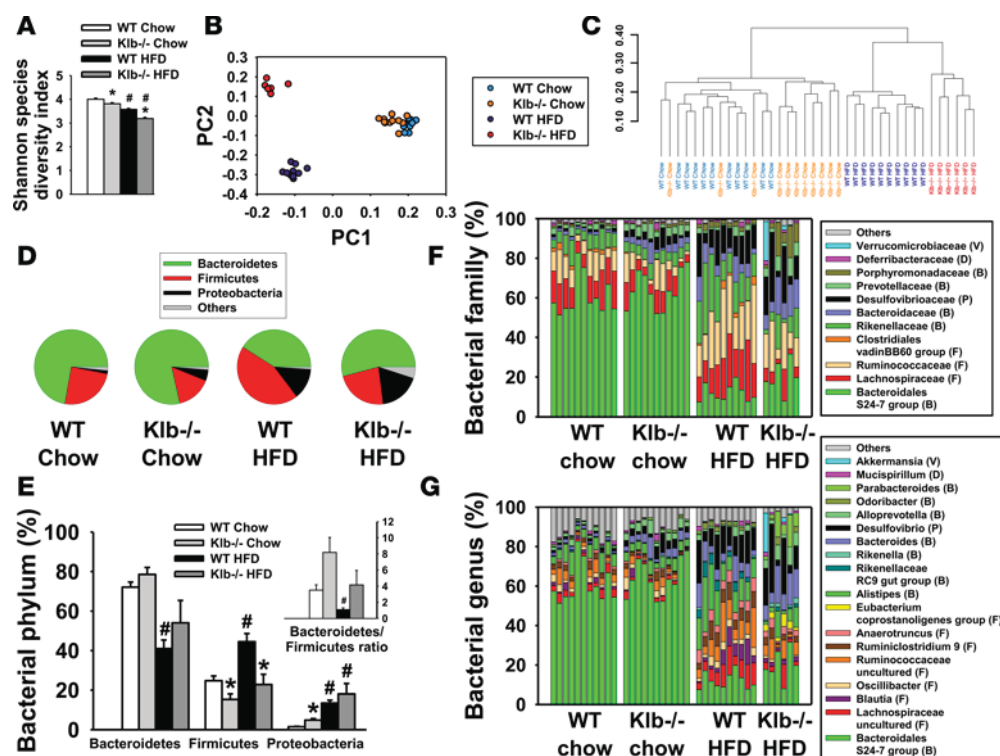 A
WT Chow
Klb-/- Chow
WT HFD
Klb-/- HFD
Shannon species
diversity index
5
4
3
2
1
0
*
#
#
*
B
PC2
0.3
0.2
0.1
0.0
-0.1
-0.2
-0.3
-0.4
-0.2
-0.1
0.0
0.1
0.2
0.3
PC1
WT Chow
Klb-/- Chow
WT HFD
Klb-/- HFD
C
0.40
0.30
0.20
0.10
D
Bacteroidetes
Firmicutes
Proteobacteria
Others
WT
Chow
Klb-/-
Chow
WT
HFD
Klb-/-
HFD
E
Bacterial phylum (%)
100
80
60
40
20
0
WT Chow
Klb-/- Chow
WT HFD
Klb-/- HFD
#
*
#
*
*
#
#
Bacteroidetes
Firmicutes
Proteobacteria
12
10
8
6
4
2
0
#
Bacteroidetes/
Firmicutes ratio
F
Bacterial familly (%)
100
80
60
40
20
0
WT
chow
Klb-/-
chow
WT
HFD
Klb-/-
HFD
Others
Verrucomicrobiaceae (V)
Deferribacteraceae (D)
Porphyromonadaceae (B)
Prevotellaceae (B)
Desulfovibrioaceae (P)
Bacteroidaceae (B)
Rikenellaceae (B)
Clostridiales
vadinBB60 group (F)
Ruminococcaceae (F)
Lachnospiraceae (F)
Bacteroidales
S24-7 group (B)
G
Bacterial genus (%)
100
80
60
40
20
0
WT
chow
Klb-/-
chow
WT
HFD
Klb-/-
HFD
Others
Akkermansia (V)
Mucispirillum (D)
Parabacteroides (B)
Odoribacter (B)
Alloprevotella (B)
Desulfovibrio (P)
Bacteroides (B)
Rikenella (B)
Rikenellaceae
RC9 gut group (B)
Alistipes (B)
Eubacterium
coprostanoligenes group (F)
Anaerotruncus (F)
Ruminiclostridium 9 (F)
Ruminococcaceae
uncultured (F)
Oscillibacter (F)
Blautia (F)
Lachnospiraceae
uncultured (F)
Bacteroidales
S24-7 group (B)